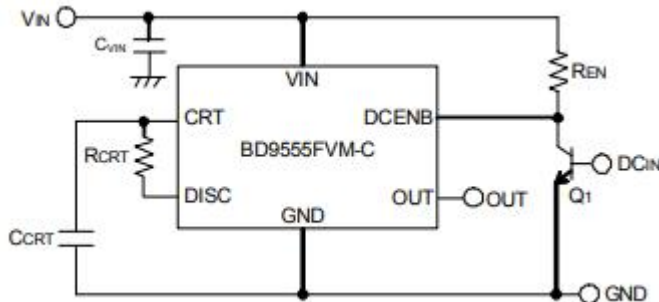 VIN
CVIN
REN
VIN
CRT
DCENB
RCRT
BD9555FVM-C
DCIN
DISC
OUT
OUT
Q1
GND
CCRT
GND